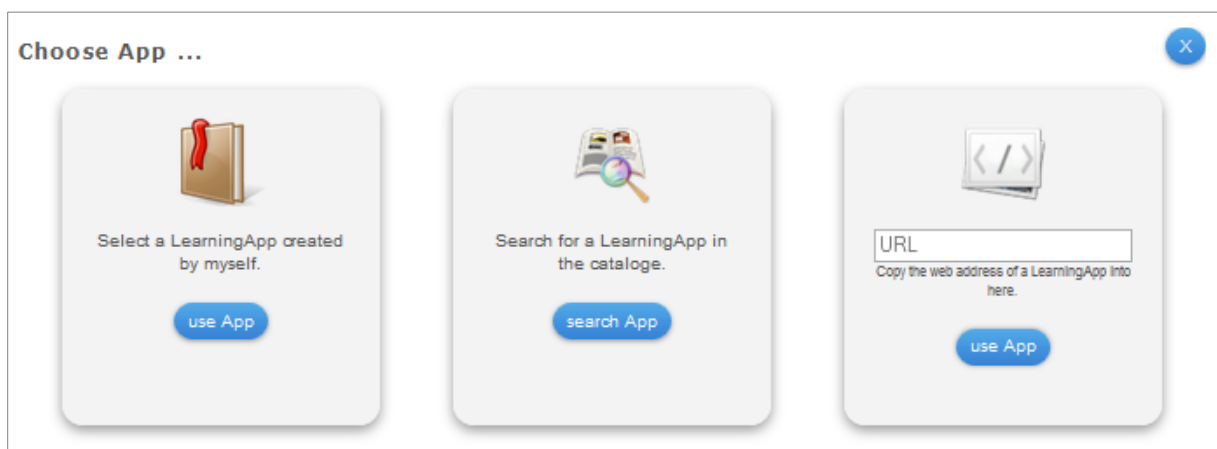 Choose App ...
X
Select a LearningApp created
by myself.
use App
Search for a LearningApp in
the cataloge.
search App
</>
URL
Copy the web address of a LearningApp into
here.
use App